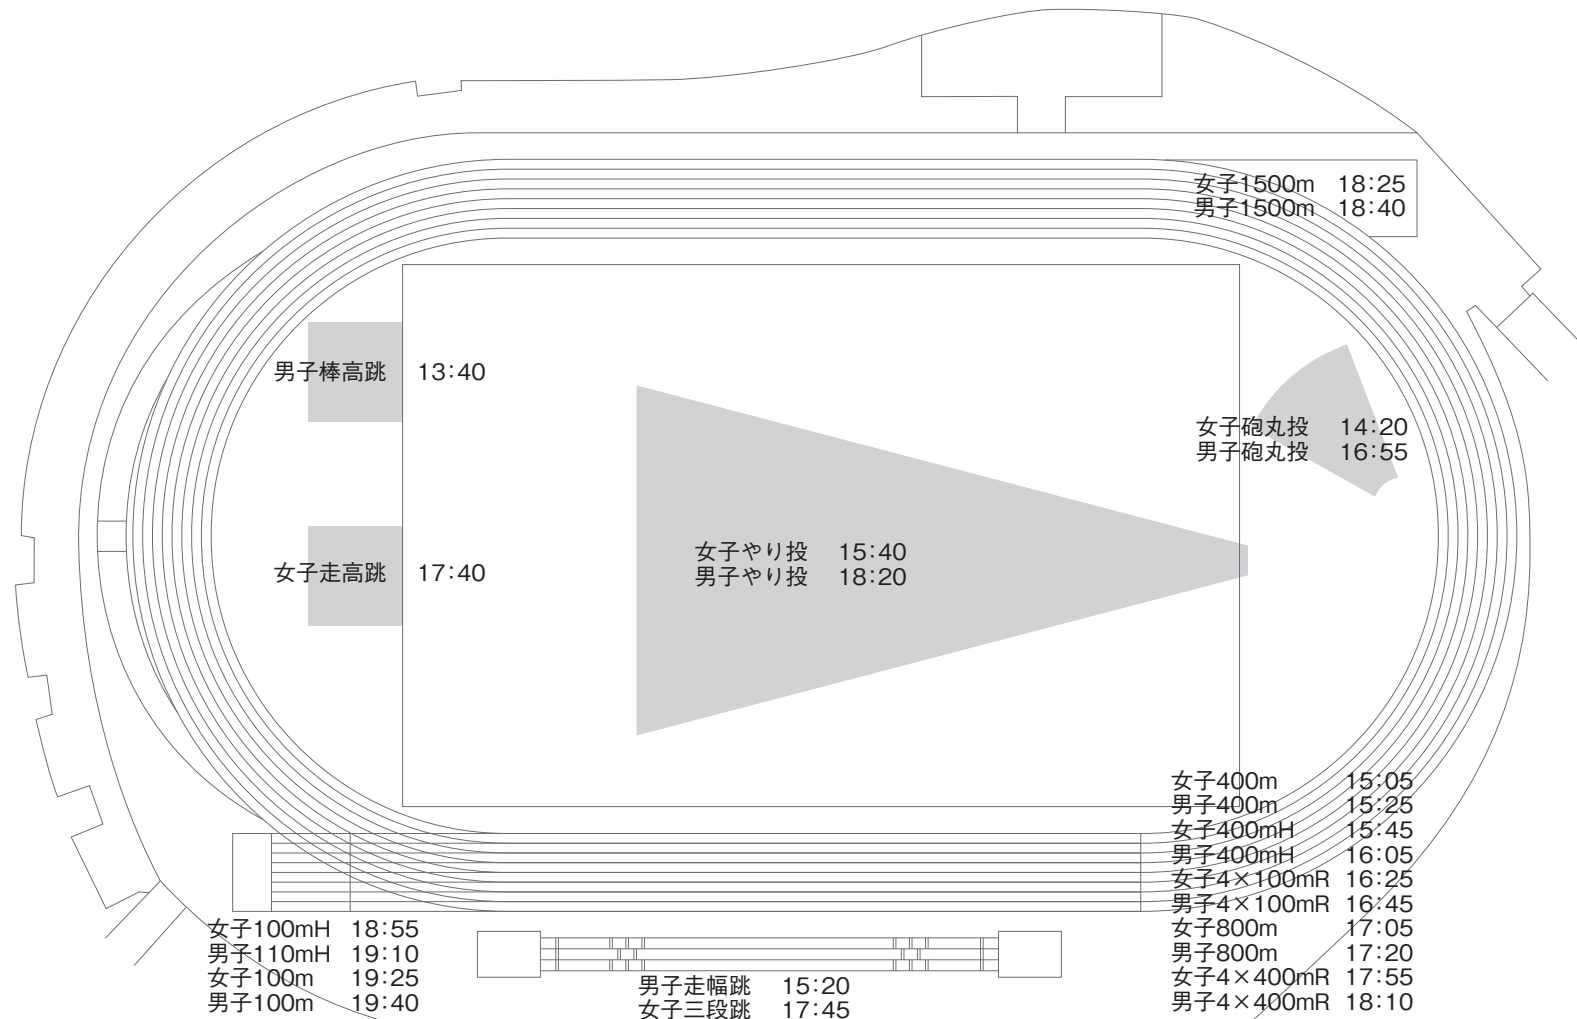 女子1500m 18:25
男子1500m 18:40
男子棒高跳 13:40
女子砲丸投 14:20
男子砲丸投 16:55
女子やり投 15:40
男子やり投 18:20
女子走高跳 17:40
女子400m 15:05
男子400m 15:25
女子400mH 15:45
男子400mH 16:05
女子4×100mR 16:25
男子4×100mR 16:45
女子800m 17:05
男子800m 17:20
女子4×400mR 17:55
男子4×400mR 18:10
女子100mH 18:55
男子110mH 19:10
女子100m 19:25
男子100m 19:40
男子走幅跳 15:20
女子三段跳 17:45